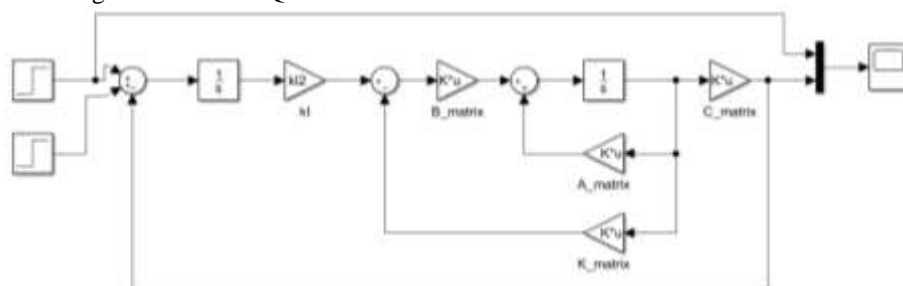 1
s
kI2
kI
K*u
B_matrix
1
s
K*u
C_matrix
K*u
A_matrix
K*u
K_matrix